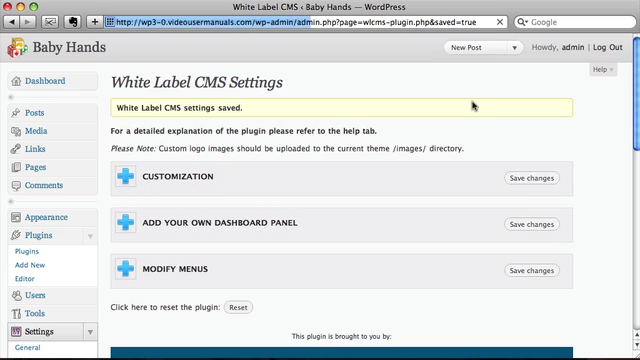 White Label CMS ‹ Baby Hands — WordPress
http://wp3-0.videousermanuals.com/wp-admin/admin.php?page=wlcms-plugin.php&saved=true
Google
Baby Hands
New Post
Howdy, admin | Log Out
Help
Dashboard
Posts
Media
Links
Pages
Comments
Appearance
Plugins
Plugins
Add New
Editor
Users
Tools
Settings
General
White Label CMS Settings
White Label CMS settings saved.
For a detailed explanation of the plugin please refer to the help tab.
Please Note: Custom logo images should be uploaded to the current theme /images/ directory.
CUSTOMIZATION
Save changes
ADD YOUR OWN DASHBOARD PANEL
Save changes
MODIFY MENUS
Save changes
Click here to reset the plugin: Reset
This plugin is brought to you by: